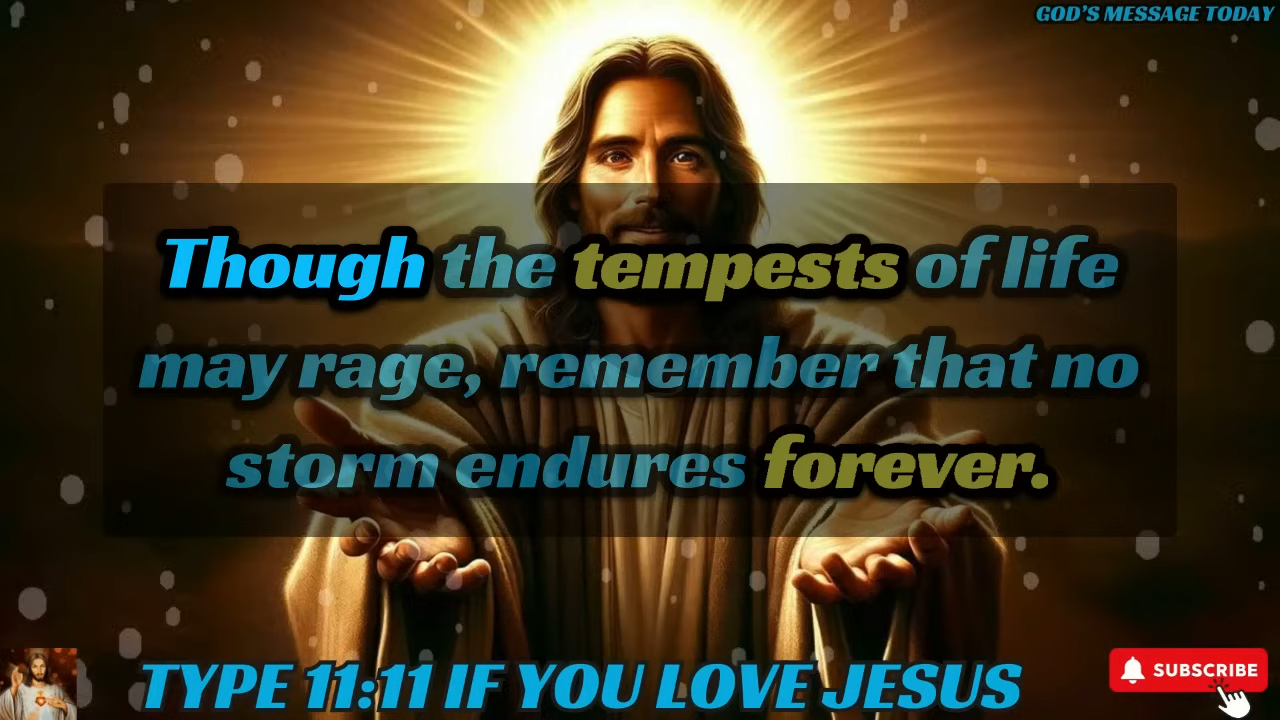 GOD'S MESSAGE TODAY
Though the tempests of life
may rage, remember that no
storm endures forever.
TYPE 11:11 IF YOU LOVE JESUS
SUBSCRIBE